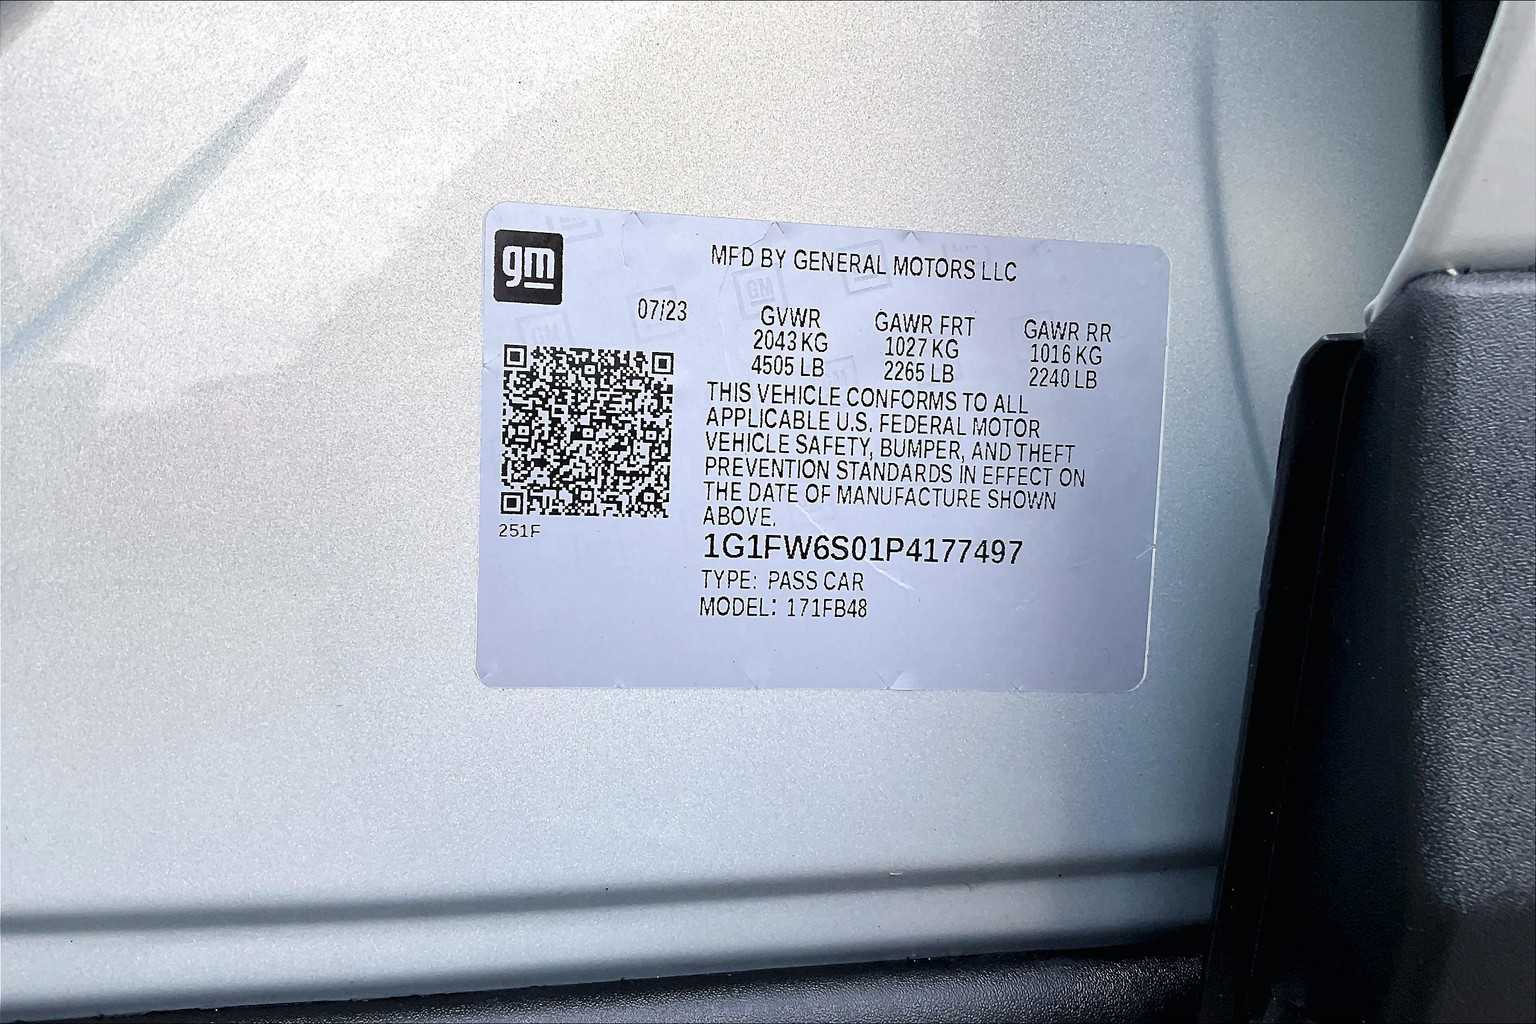 gm
MFD BY GENERAL MOTORS LLC
07/23
GVWR GAWR FRT GAWR RR
2043 KG 1027 KG 1016 KG
4505 LB 2265 LB 2240 LB
THIS VEHICLE CONFORMS TO ALL
APPLICABLE U.S. FEDERAL MOTOR
VEHICLE SAFETY, BUMPER, AND THEFT
PREVENTION STANDARDS IN EFFECT ON
THE DATE OF MANUFACTURE SHOWN
ABOVE.
251F
1G1FW6S01P4177497
TYPE: PASS CAR
MODEL: 171FB48